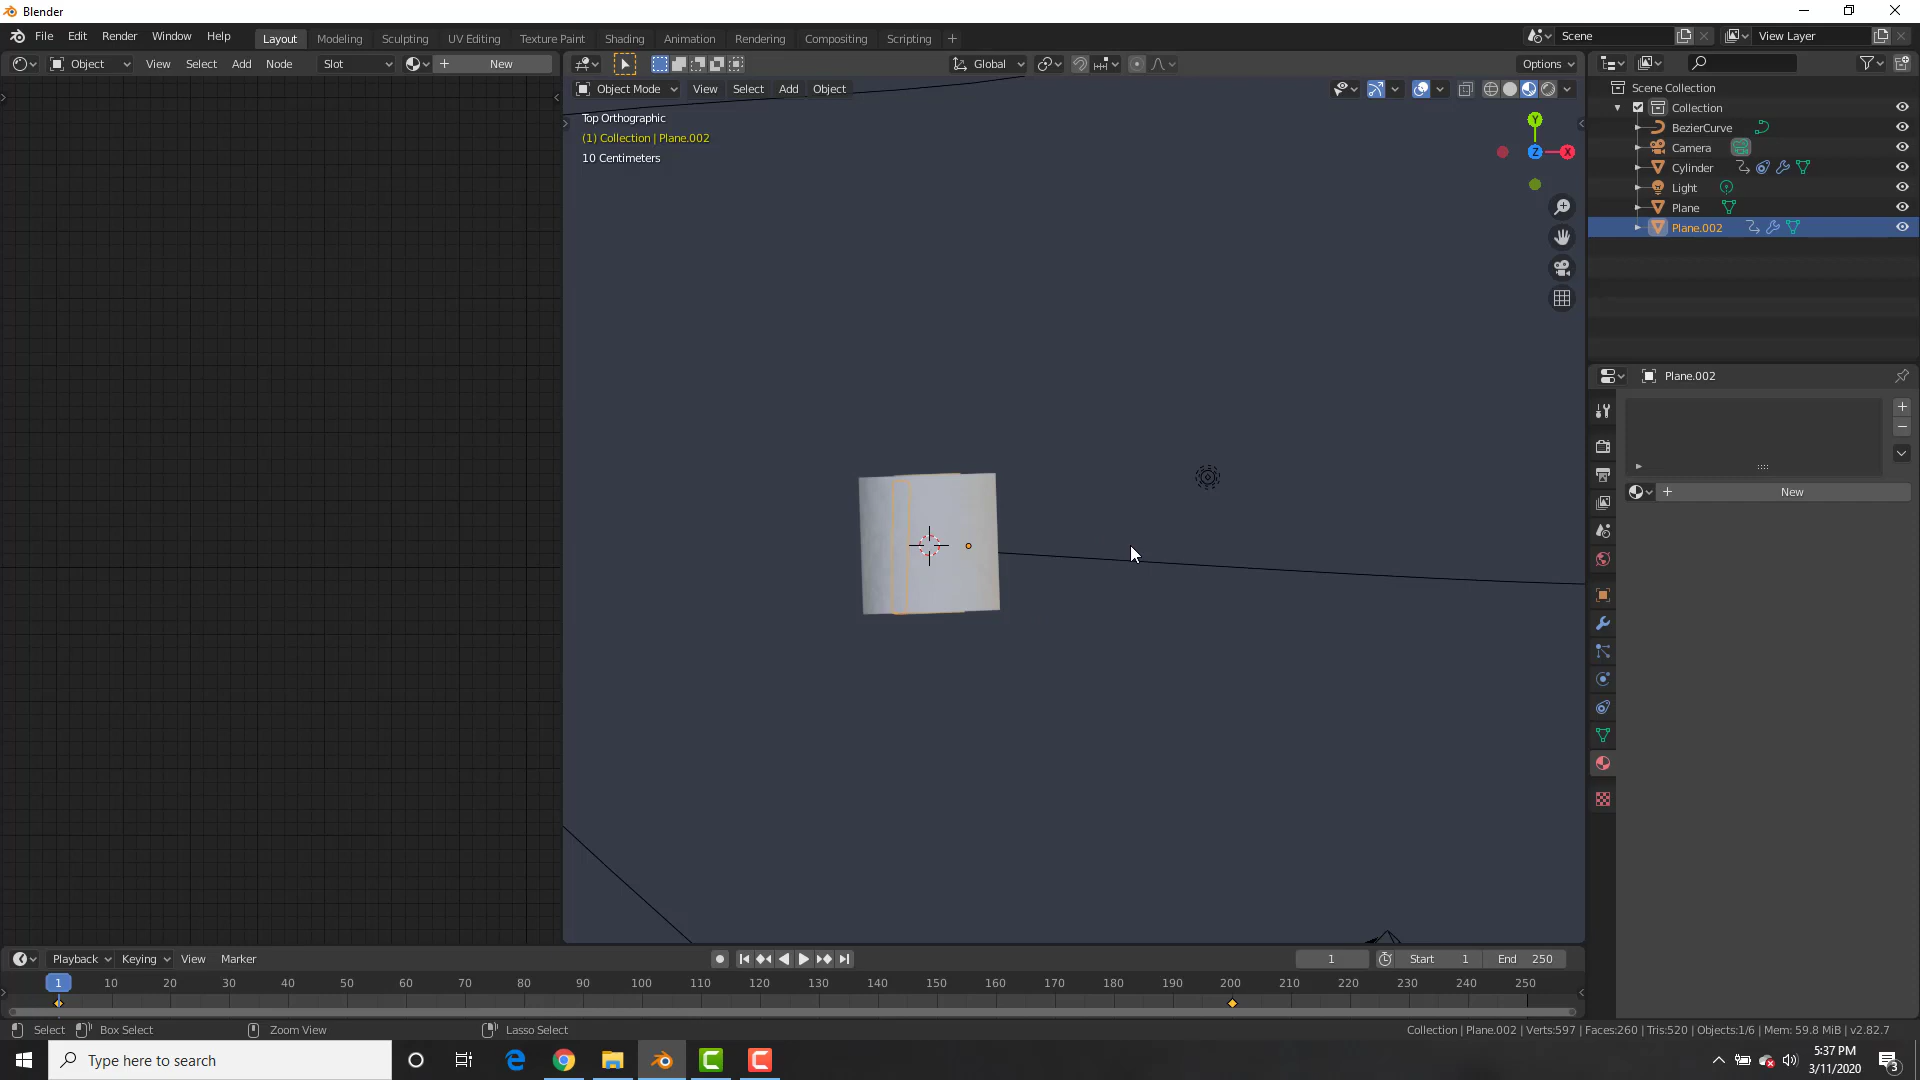 Blender
File Edit Render Window Help
Layout Modeling Sculpting UV Editing Texture Paint Shading Animation Rendering Compositing Scripting
Scene
View Layer
Object View Select Add Node Slot New
Global
Options
Object Mode View Select Add Object
Top Orthographic
(1) Collection | Plane.002
10 Centimeters
Y
Z
X
Scene Collection
Collection
BezierCurve
Camera
Cylinder
Light
Plane
Plane.002
Plane.002
New
Playback Keying View Marker
1 Start 1 End 250
1 10 20 30 40 50 60 70 80 90 100 110 120 130 140 150 160 170 180 190 200 210 220 230 240 250
Select Box Select Zoom View Lasso Select
Collection | Plane.002 | Verts:597 | Faces:260 | Tris:520 | Objects:1/6 | Mem: 59.8 MiB | v2.82.7
Type here to search
5:37 PM
3/11/2020
3